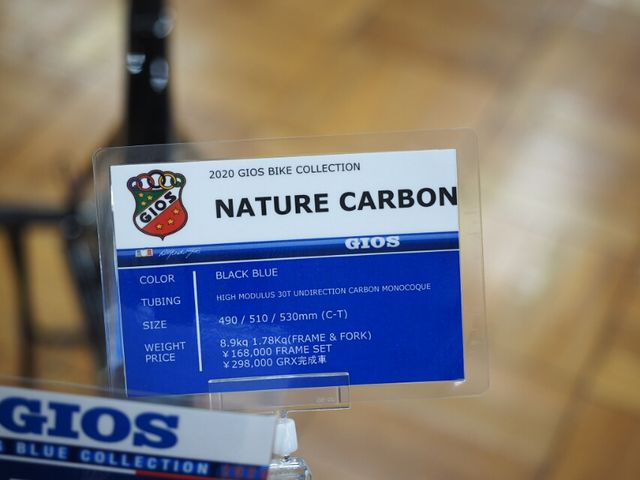 2020 GIOS BIKE COLLECTION
GIOS
NATURE CARBON
GIOS
COLOR BLACK BLUE
TUBING HIGH MODULUS 30T UNDIRECTION CARBON MONOCOQUE
SIZE 490 / 510 / 530mm (C-T)
WEIGHT 8.9kg 1.78Kg(FRAME & FORK)
PRICE ¥168,000 FRAME SET
¥298,000 GRX完成車
GIOS
BLUE COLLECTION